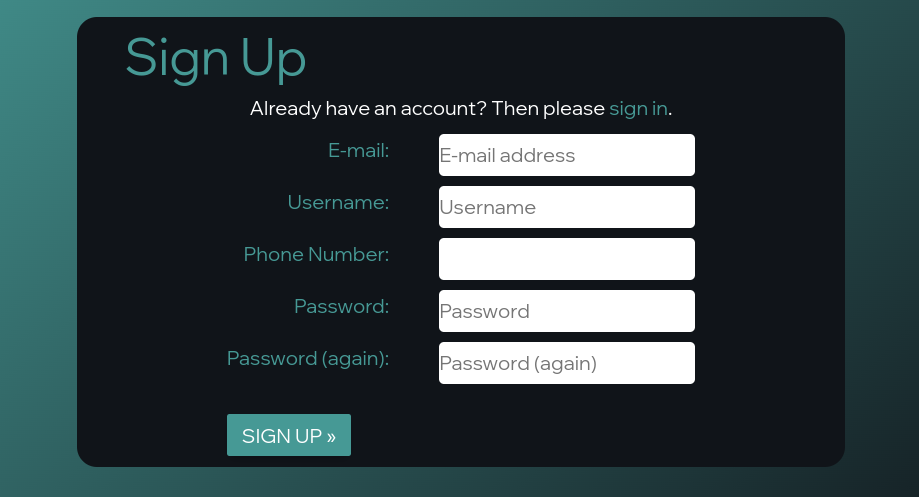 Sign Up
Already have an account? Then please sign in.
E-mail: E-mail address
Username: Username
Phone Number:
Password: Password
Password (again): Password (again)
SIGN UP »